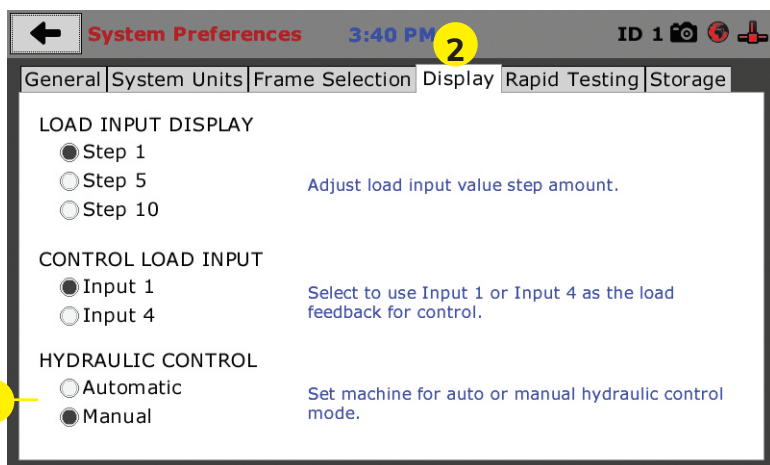 System Preferences 3:40 PM ID 1
2
General System Units Frame Selection Display Rapid Testing Storage
LOAD INPUT DISPLAY
Step 1
Step 5
Adjust load input value step amount.
Step 10
CONTROL LOAD INPUT
Input 1
Select to use Input 1 or Input 4 as the load
feedback for control.
Input 4
HYDRAULIC CONTROL
Automatic
Set machine for auto or manual hydraulic control
mode.
Manual